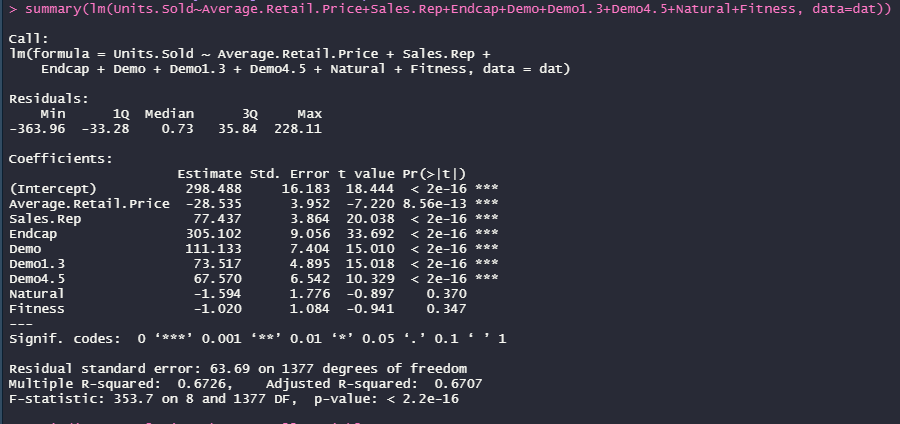 > summary(lm(Units.Sold~Average.Retail.Price+Sales.Rep+Endcap+Demo+Demo1.3+Demo4.5+Natural+Fitness, data=dat))
Call:
lm(formula = Units.Sold ~ Average.Retail.Price + Sales.Rep +
    Endcap + Demo + Demo1.3 + Demo4.5 + Natural + Fitness, data = dat)
Residuals:
    Min      1Q  Median      3Q     Max
-363.96  -33.28    0.73   35.84  228.11
Coefficients:
                     Estimate Std. Error t value Pr(>|t|)
(Intercept)           298.488     16.183  18.444  < 2e-16 ***
Average.Retail.Price  -28.535      3.952  -7.220 8.56e-13 ***
Sales.Rep              77.437      3.864  20.038  < 2e-16 ***
Endcap                305.102      9.056  33.692  < 2e-16 ***
Demo                  111.133      7.404  15.010  < 2e-16 ***
Demo1.3                73.517      4.895  15.018  < 2e-16 ***
Demo4.5                67.570      6.542  10.329  < 2e-16 ***
Natural                -1.594      1.776  -0.897    0.370
Fitness                -1.020      1.084  -0.941    0.347
---
Signif. codes:  0 ‘***’ 0.001 ‘**’ 0.01 ‘*’ 0.05 ‘.’ 0.1 ‘ ’ 1
Residual standard error: 63.69 on 1377 degrees of freedom
Multiple R-squared:  0.6726,    Adjusted R-squared:  0.6707
F-statistic: 353.7 on 8 and 1377 DF,  p-value: < 2.2e-16